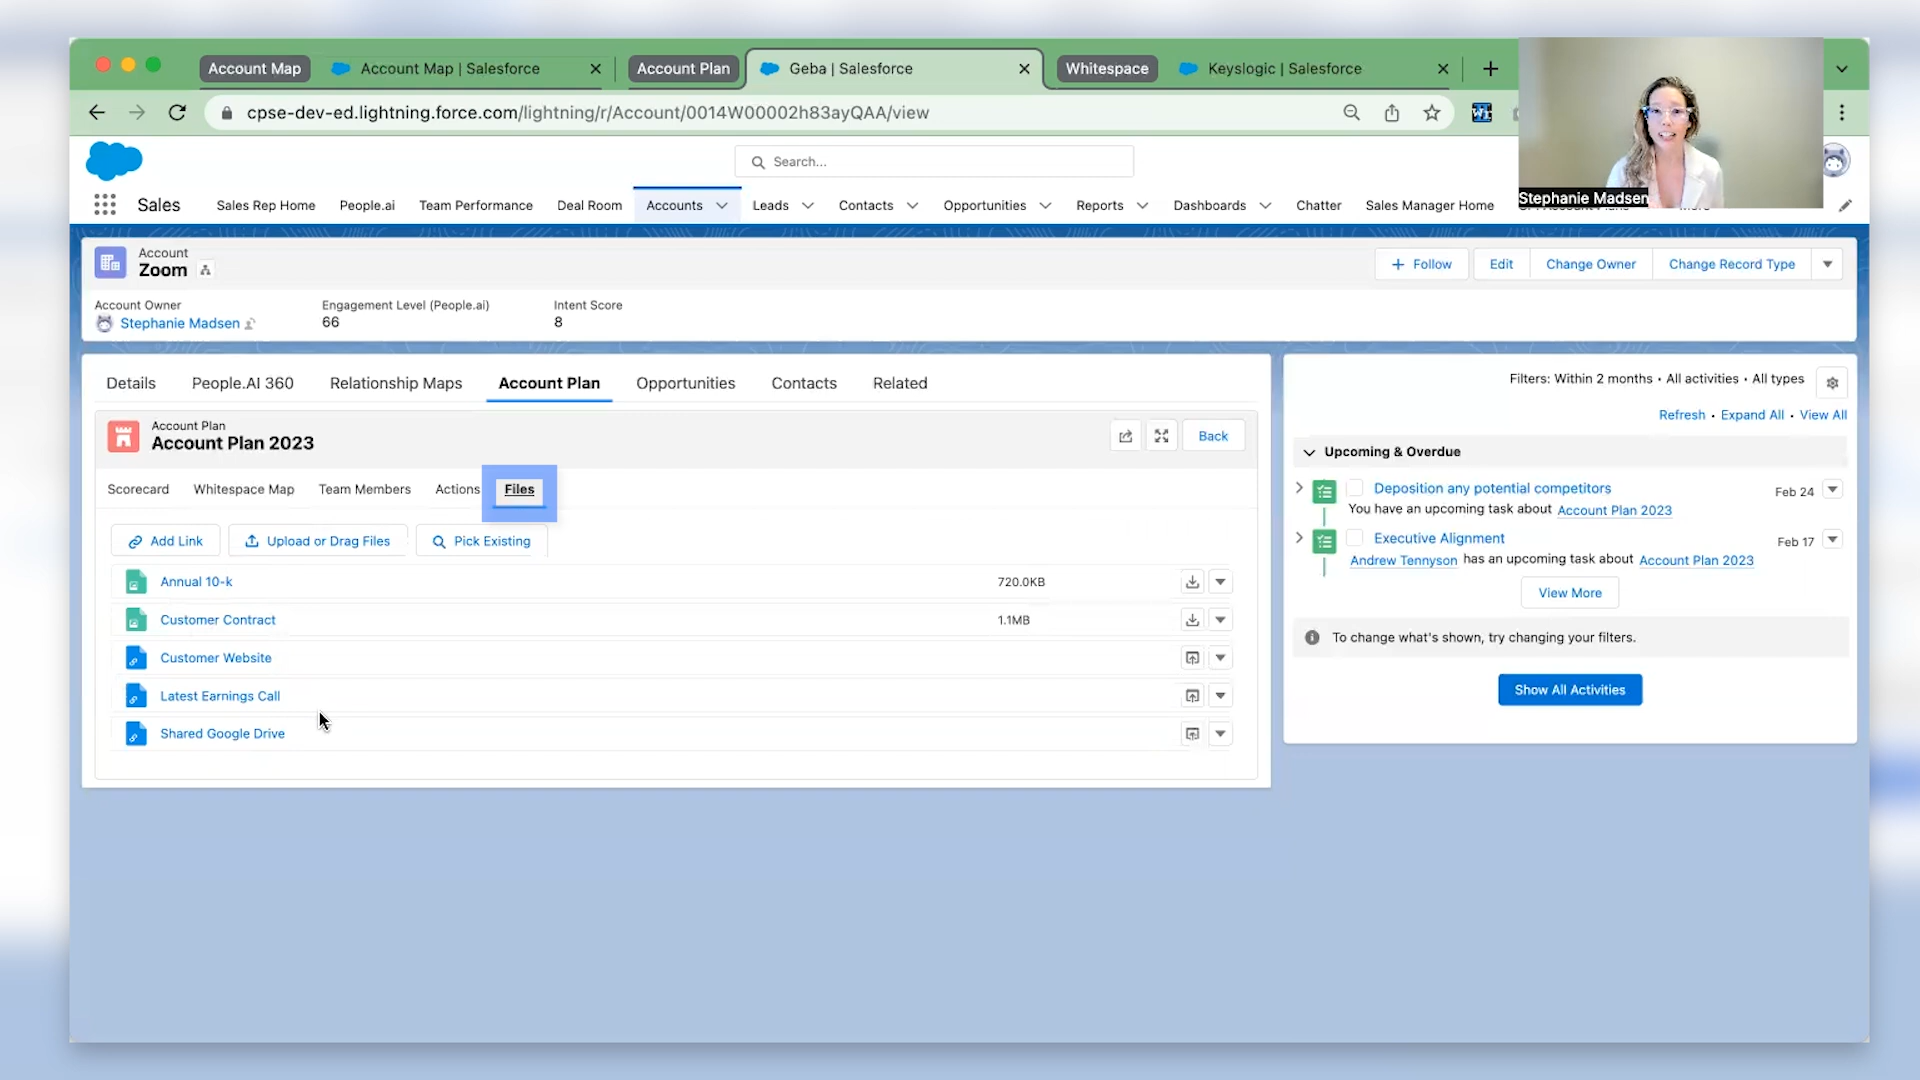 Account Map
Account Map | Salesforce
Account Plan
Geba | Salesforce
Whitespace
Keyslogic | Salesforce
cpse-dev-ed.lightning.force.com/lightning/r/Account/0014W00002h83ayQAA/view
Stephanie Madsen
Search...
Sales
Sales Rep Home
People.ai
Team Performance
Deal Room
Accounts
Leads
Contacts
Opportunities
Reports
Dashboards
Chatter
Sales Manager Home
Account
Zoom
+ Follow
Edit
Change Owner
Change Record Type
Account Owner
Stephanie Madsen
Engagement Level (People.ai)
66
Intent Score
8
Details
People.AI 360
Relationship Maps
Account Plan
Opportunities
Contacts
Related
Account Plan
Account Plan 2023
Back
Scorecard
Whitespace Map
Team Members
Actions
Files
Add Link
Upload or Drag Files
Pick Existing
Annual 10-k
720.0KB
Customer Contract
1.1MB
Customer Website
Latest Earnings Call
Shared Google Drive
Filters: Within 2 months • All activities • All types
Refresh • Expand All • View All
Upcoming & Overdue
Deposition any potential competitors
Feb 24
You have an upcoming task about Account Plan 2023
Executive Alignment
Feb 17
Andrew Tennyson has an upcoming task about Account Plan 2023
View More
To change what's shown, try changing your filters.
Show All Activities